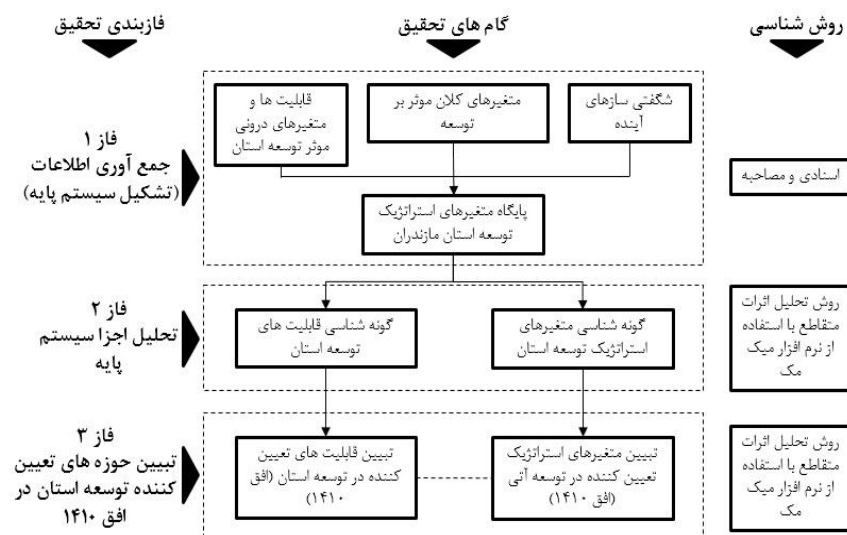 روش شناسی
گام های تحقیق
فازبندی تحقیق
شگفتی سازهای
آینده
متغیرهای کلان موثر بر
توسعه
قابلیت ها و
متغیرهای درونی
موثر توسعه استان
فاز ۱
جمع آوری اطلاعات
(تشکیل سیستم پایه)
اسنادی و مصاحبه
پایگاه متغیرهای استراتژیک
توسعه استان مازندران
روش تحلیل اثرات
متقاطع با استفاده
از نرم افزار میک
مک
گونه شناسی متغیرهای
استراتژیک توسعه استان
گونه شناسی قابلیت های
توسعه استان
فاز ۲
تحلیل اجزا سیستم
پایه
روش تحلیل اثرات
متقاطع با استفاده
از نرم افزار میک
مک
تبیین متغیرهای استراتژیک
تعیین کننده در توسعه آتی
(افق ۱۴۱۰)
تبیین قابلیت های تعیین
کننده در توسعه استان (افق
۱۴۱۰)
فاز ۳
تبیین حوزه های تعیین
کننده توسعه استان در
افق ۱۴۱۰